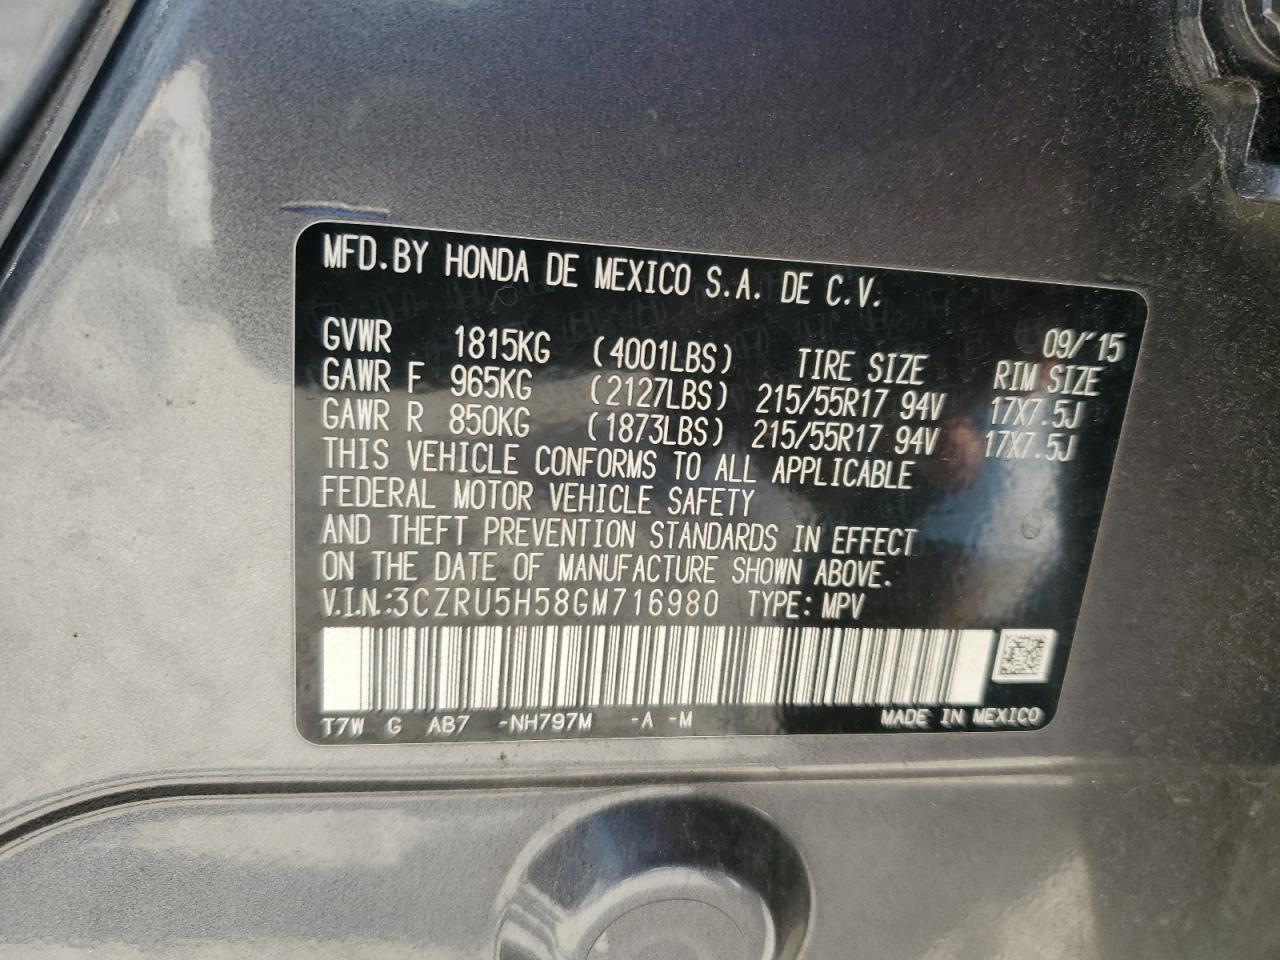 MFD.BY HONDA DE MEXICO S.A. DE C.V.
09/'15
GVWR 1815KG (4001LBS) TIRE SIZE RIM SIZE
GAWR F 965KG (2127LBS) 215/55R17 94V 17X7.5J
GAWR R 850KG (1873LBS) 215/55R17 94V 17X7.5J
THIS VEHICLE CONFORMS TO ALL APPLICABLE
FEDERAL MOTOR VEHICLE SAFETY
AND THEFT PREVENTION STANDARDS IN EFFECT
ON THE DATE OF MANUFACTURE SHOWN ABOVE.
V.I.N.:3CZRU5H58GM716980 TYPE: MPV
T7W G AB7 -NH797M -A -M MADE IN MEXICO